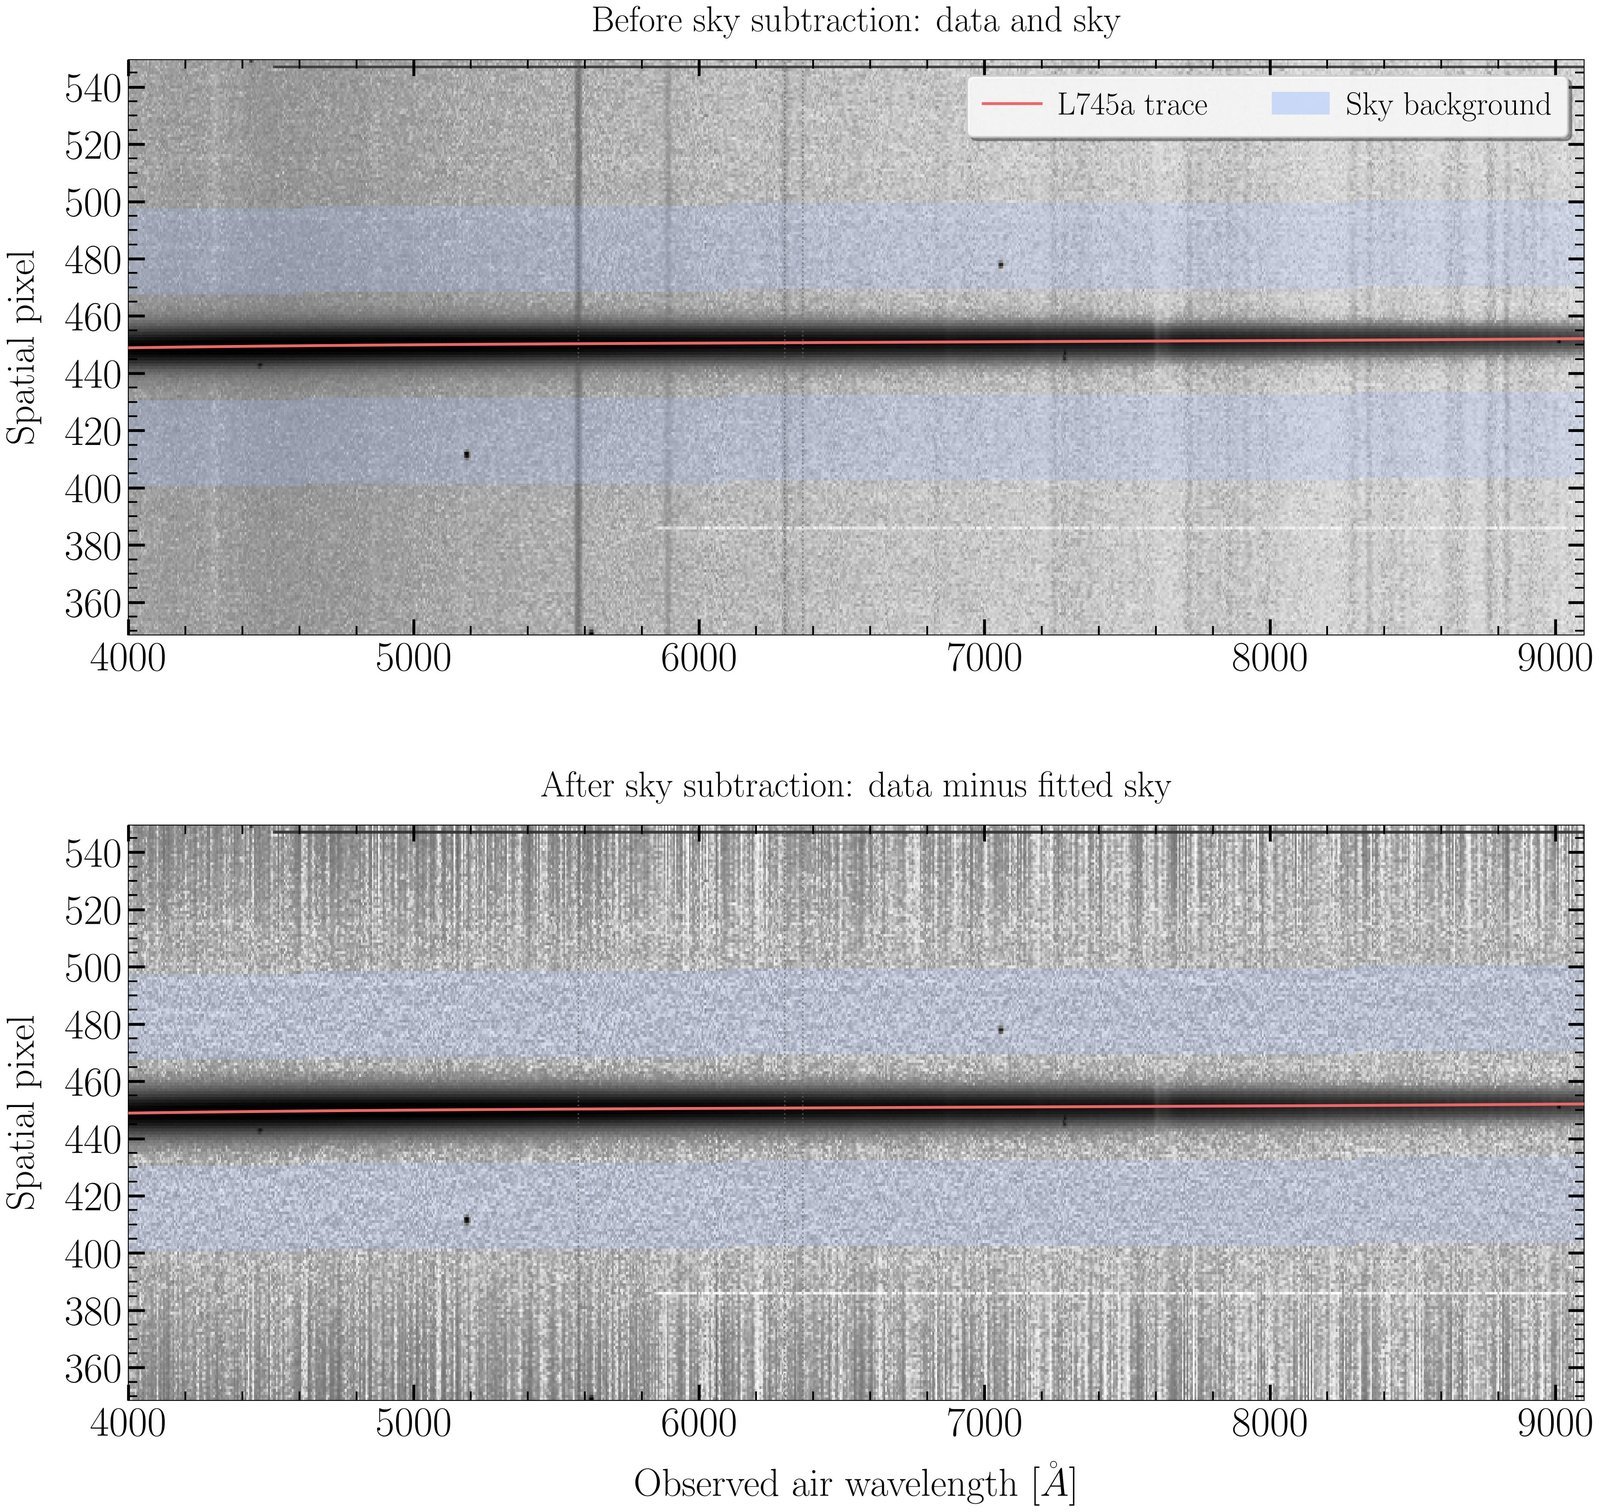 Before sky subtraction: data and sky
L745a trace
Sky background
540
520
500
480
460
440
420
400
380
360
Spatial pixel
4000 5000 6000 7000 8000 9000
After sky subtraction: data minus fitted sky
540
520
500
480
460
440
420
400
380
360
Spatial pixel
4000 5000 6000 7000 8000 9000
Observed air wavelength [Å]